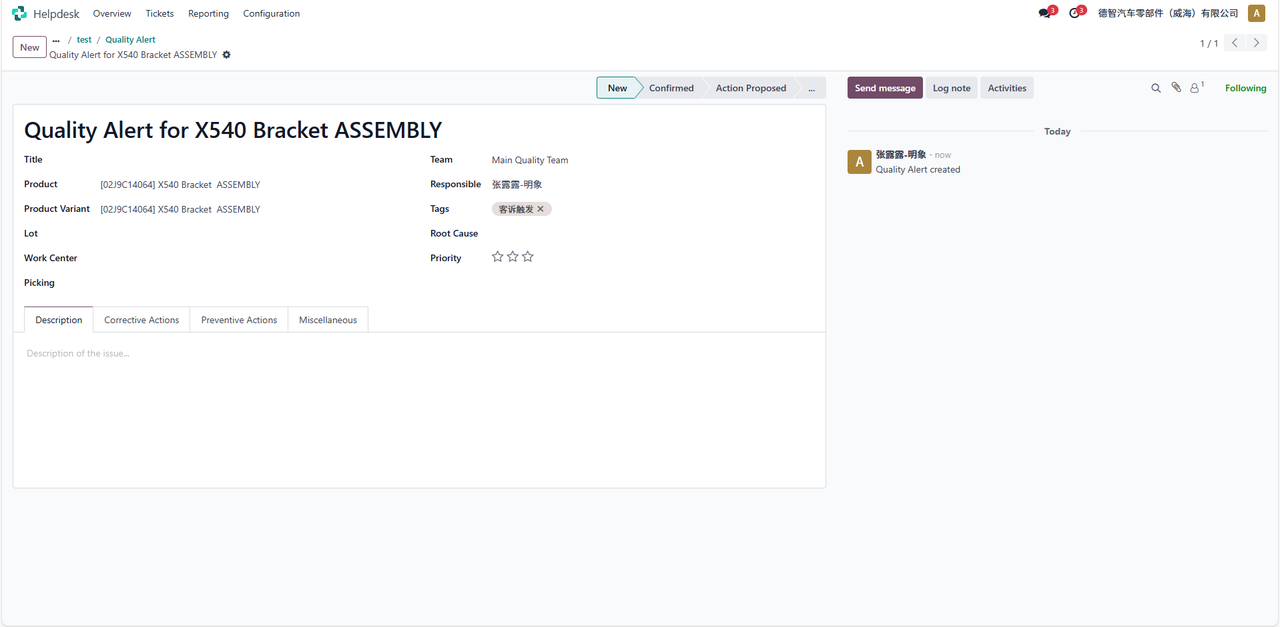 Helpdesk Overview Tickets Reporting Configuration 3 3 德智汽车零部件（威海）有限公司 A
New ... / test / Quality Alert
Quality Alert for X540 Bracket ASSEMBLY
1 / 1
New Confirmed Action Proposed ...
Send message Log note Activities 1 Following
Quality Alert for X540 Bracket ASSEMBLY
Title
Product [02J9C14064] X540 Bracket ASSEMBLY
Product Variant [02J9C14064] X540 Bracket ASSEMBLY
Lot
Work Center
Picking
Team Main Quality Team
Responsible 张露露-明象
Tags 客诉触发 ×
Root Cause
Priority
Description Corrective Actions Preventive Actions Miscellaneous
Description of the issue...
Today
A 张露露-明象 - now
Quality Alert created